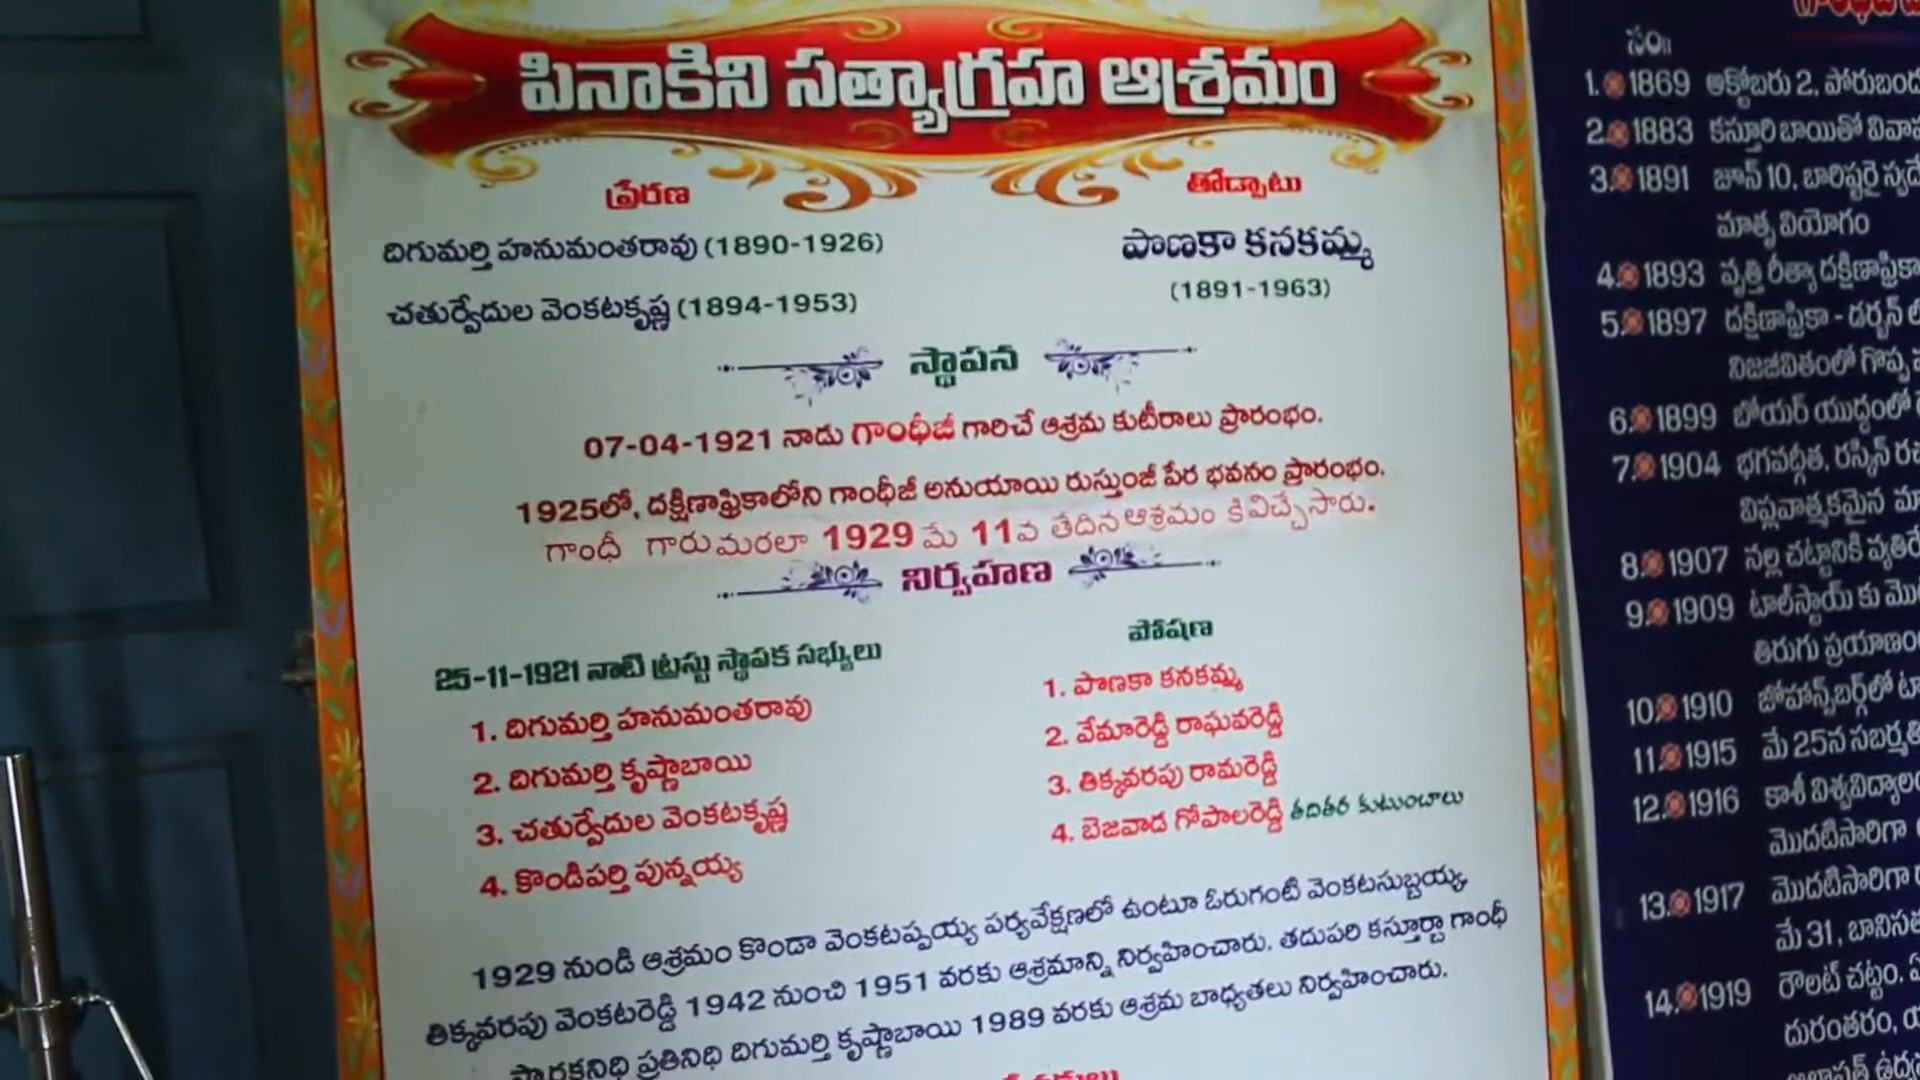 పినాకిని సత్యాగ్రహ ఆశ్రమం
ప్రేరణ
దిగుమర్తి హనుమంతరావు (1890-1926)
చతుర్వేదుల వెంకటకృష్ణ (1894-1953)
తోడ్పాటు
పొణకా కనకమ్మ
(1891-1963)
స్థాపన
07-04-1921 నాడు గాంధీజీ గారిచే ఆశ్రమ కుటీరాలు ప్రారంభం.
1925లో, దక్షిణాఫ్రికాలోని గాంధీజీ అనుయాయి రుస్తుంజీ పేర భవనం ప్రారంభం.
గాంధీ గారు మరలా 1929 మే 11వ తేదిన ఆశ్రమం కి విచ్చేసారు.
నిర్వహణ
25-11-1921 నాటి ట్రస్టు స్థాపక సభ్యులు
1. దిగుమర్తి హనుమంతరావు
2. దిగుమర్తి కృష్ణాబాయి
3. చతుర్వేదుల వెంకటకృష్ణ
4. కొండిపర్తి పున్నయ్య
పోషణ
1. పొణకా కనకమ్మ
2. వేమారెడ్డి రాఘవరెడ్డి
3. తిక్కవరపు రామరెడ్డి
4. బెజవాడ గోపాలరెడ్డి తదితర కుటుంబాలు
1929 నుండి ఆశ్రమం కొండా వెంకటప్పయ్య పర్యవేక్షణలో ఉంటూ ఓరుగంటి వెంకటసుబ్బయ్య,
తిక్కవరపు వెంకటరెడ్డి 1942 నుంచి 1951 వరకు ఆశ్రమాన్ని నిర్వహించారు. తదుపరి కస్తూర్బా గాంధీ
స్మారకనిధి ప్రతినిధి దిగుమర్తి కృష్ణాబాయి 1989 వరకు ఆశ్రమ బాధ్యతలు నిర్వహించారు.
సం॥
1. 1869 అక్టోబరు 2, పోరుబంద
2. 1883 కస్తూరి బాయితో వివా
3. 1891 జూన్ 10, బారిష్టరై స్వదే
మాతృ వియోగం
4. 1893 వృత్తి రీత్యా దక్షిణాఫ్రికా
5. 1897 దక్షిణాఫ్రికా - డర్బన్
నిజజీవితంలో గొప్ప
6. 1899 బోయర్ యుద్ధంలో
7. 1904 భగవద్గీత, రస్కిన్ రచ
విప్లవాత్మకమైన
8. 1907 నల్ల చట్టానికి వ్యతిరే
9. 1909 టాల్‌స్టాయ్ కు మొ
తిరుగు ప్రయాణం
10. 1910 జోహాన్స్‌బర్గ్‌లో టా
11. 1915 మే 25న సబర్మతి
12. 1916 కాశీ విశ్వవిద్యాల
మొదటిసారిగా
13. 1917 మొదటిసారిగా
మే 31, బానిస
14. 1919 రౌలట్ చట్టం.
దురంతరం,